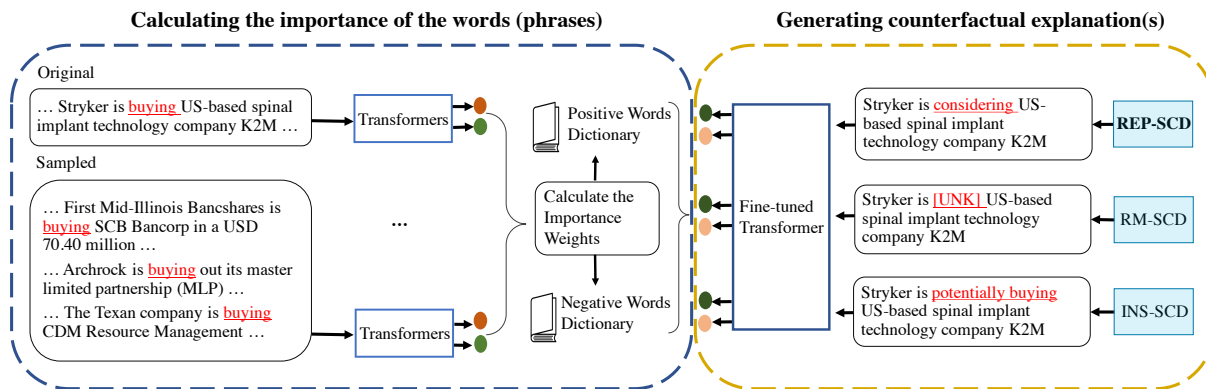 Calculating the importance of the words (phrases)
Original
… Stryker is buying US-based spinal
implant technology company K2M …
Transformers
Sampled
… First Mid-Illinois Bancshares is
buying SCB Bancorp in a USD
70.40 million …
… Archrock is buying out its master
limited partnership (MLP) …
… The Texan company is buying
CDM Resource Management …
...
Transformers
Positive Words
Dictionary
Calculate the
Importance
Weights
Negative Words
Dictionary
Generating counterfactual explanation(s)
Fine-tuned
Transformer
Stryker is considering US-
based spinal implant
technology company K2M
REP-SCD
Stryker is [UNK] US-based
spinal implant technology
company K2M
RM-SCD
Stryker is potentially buying
US-based spinal implant
technology company K2M
INS-SCD